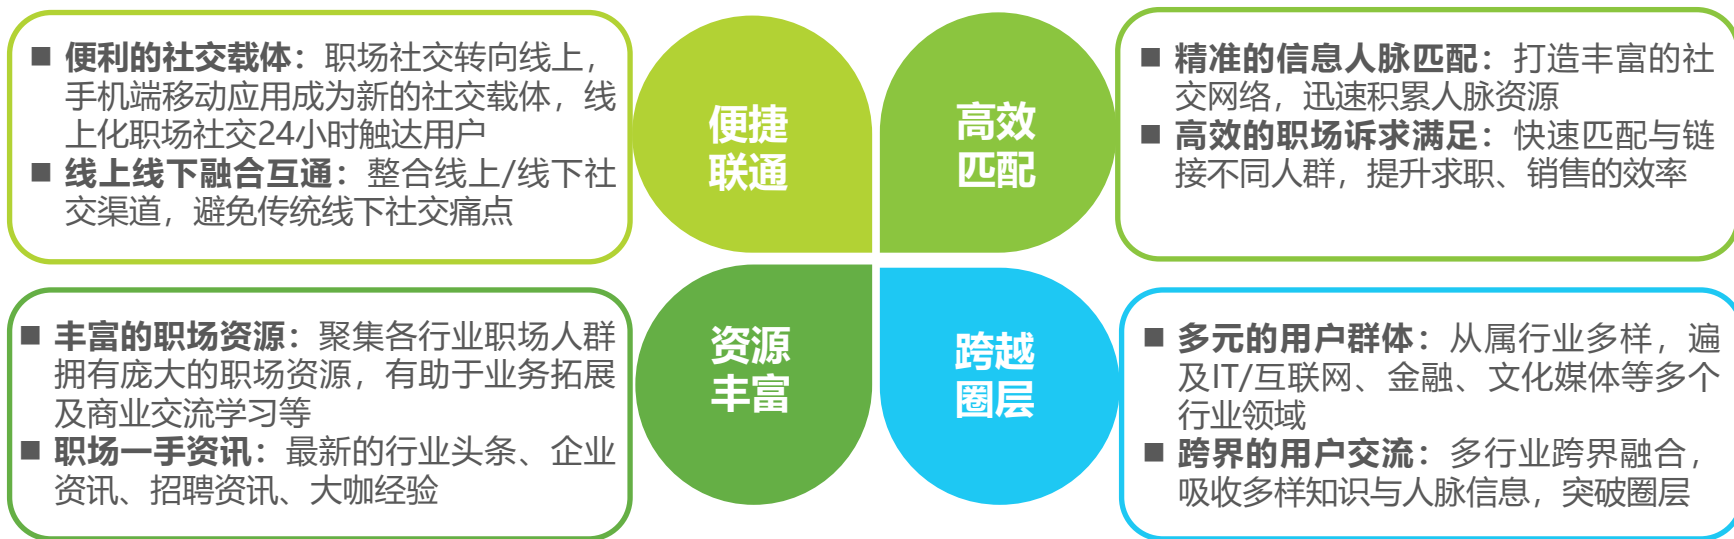 ■ 便利的社交载体：职场社交转向线上，
手机端移动应用成为新的社交载体，线
上化职场社交24小时触达用户
■ 线上线下融合互通：整合线上/线下社
交渠道，避免传统线下社交痛点
便捷
联通
高效
匹配
■ 精准的信息人脉匹配：打造丰富的社
交网络，迅速积累人脉资源
■ 高效的职场诉求满足：快速匹配与链
接不同人群，提升求职、销售的效率
■ 丰富的职场资源：聚集各行业职场人群
拥有庞大的职场资源，有助于业务拓展
及商业交流学习等
■ 职场一手资讯：最新的行业头条、企业
资讯、招聘资讯、大咖经验
资源
丰富
跨越
圈层
■ 多元的用户群体：从属行业多样，遍
及IT/互联网、金融、文化媒体等多个
行业领域
■ 跨界的用户交流：多行业跨界融合，
吸收多样知识与人脉信息，突破圈层